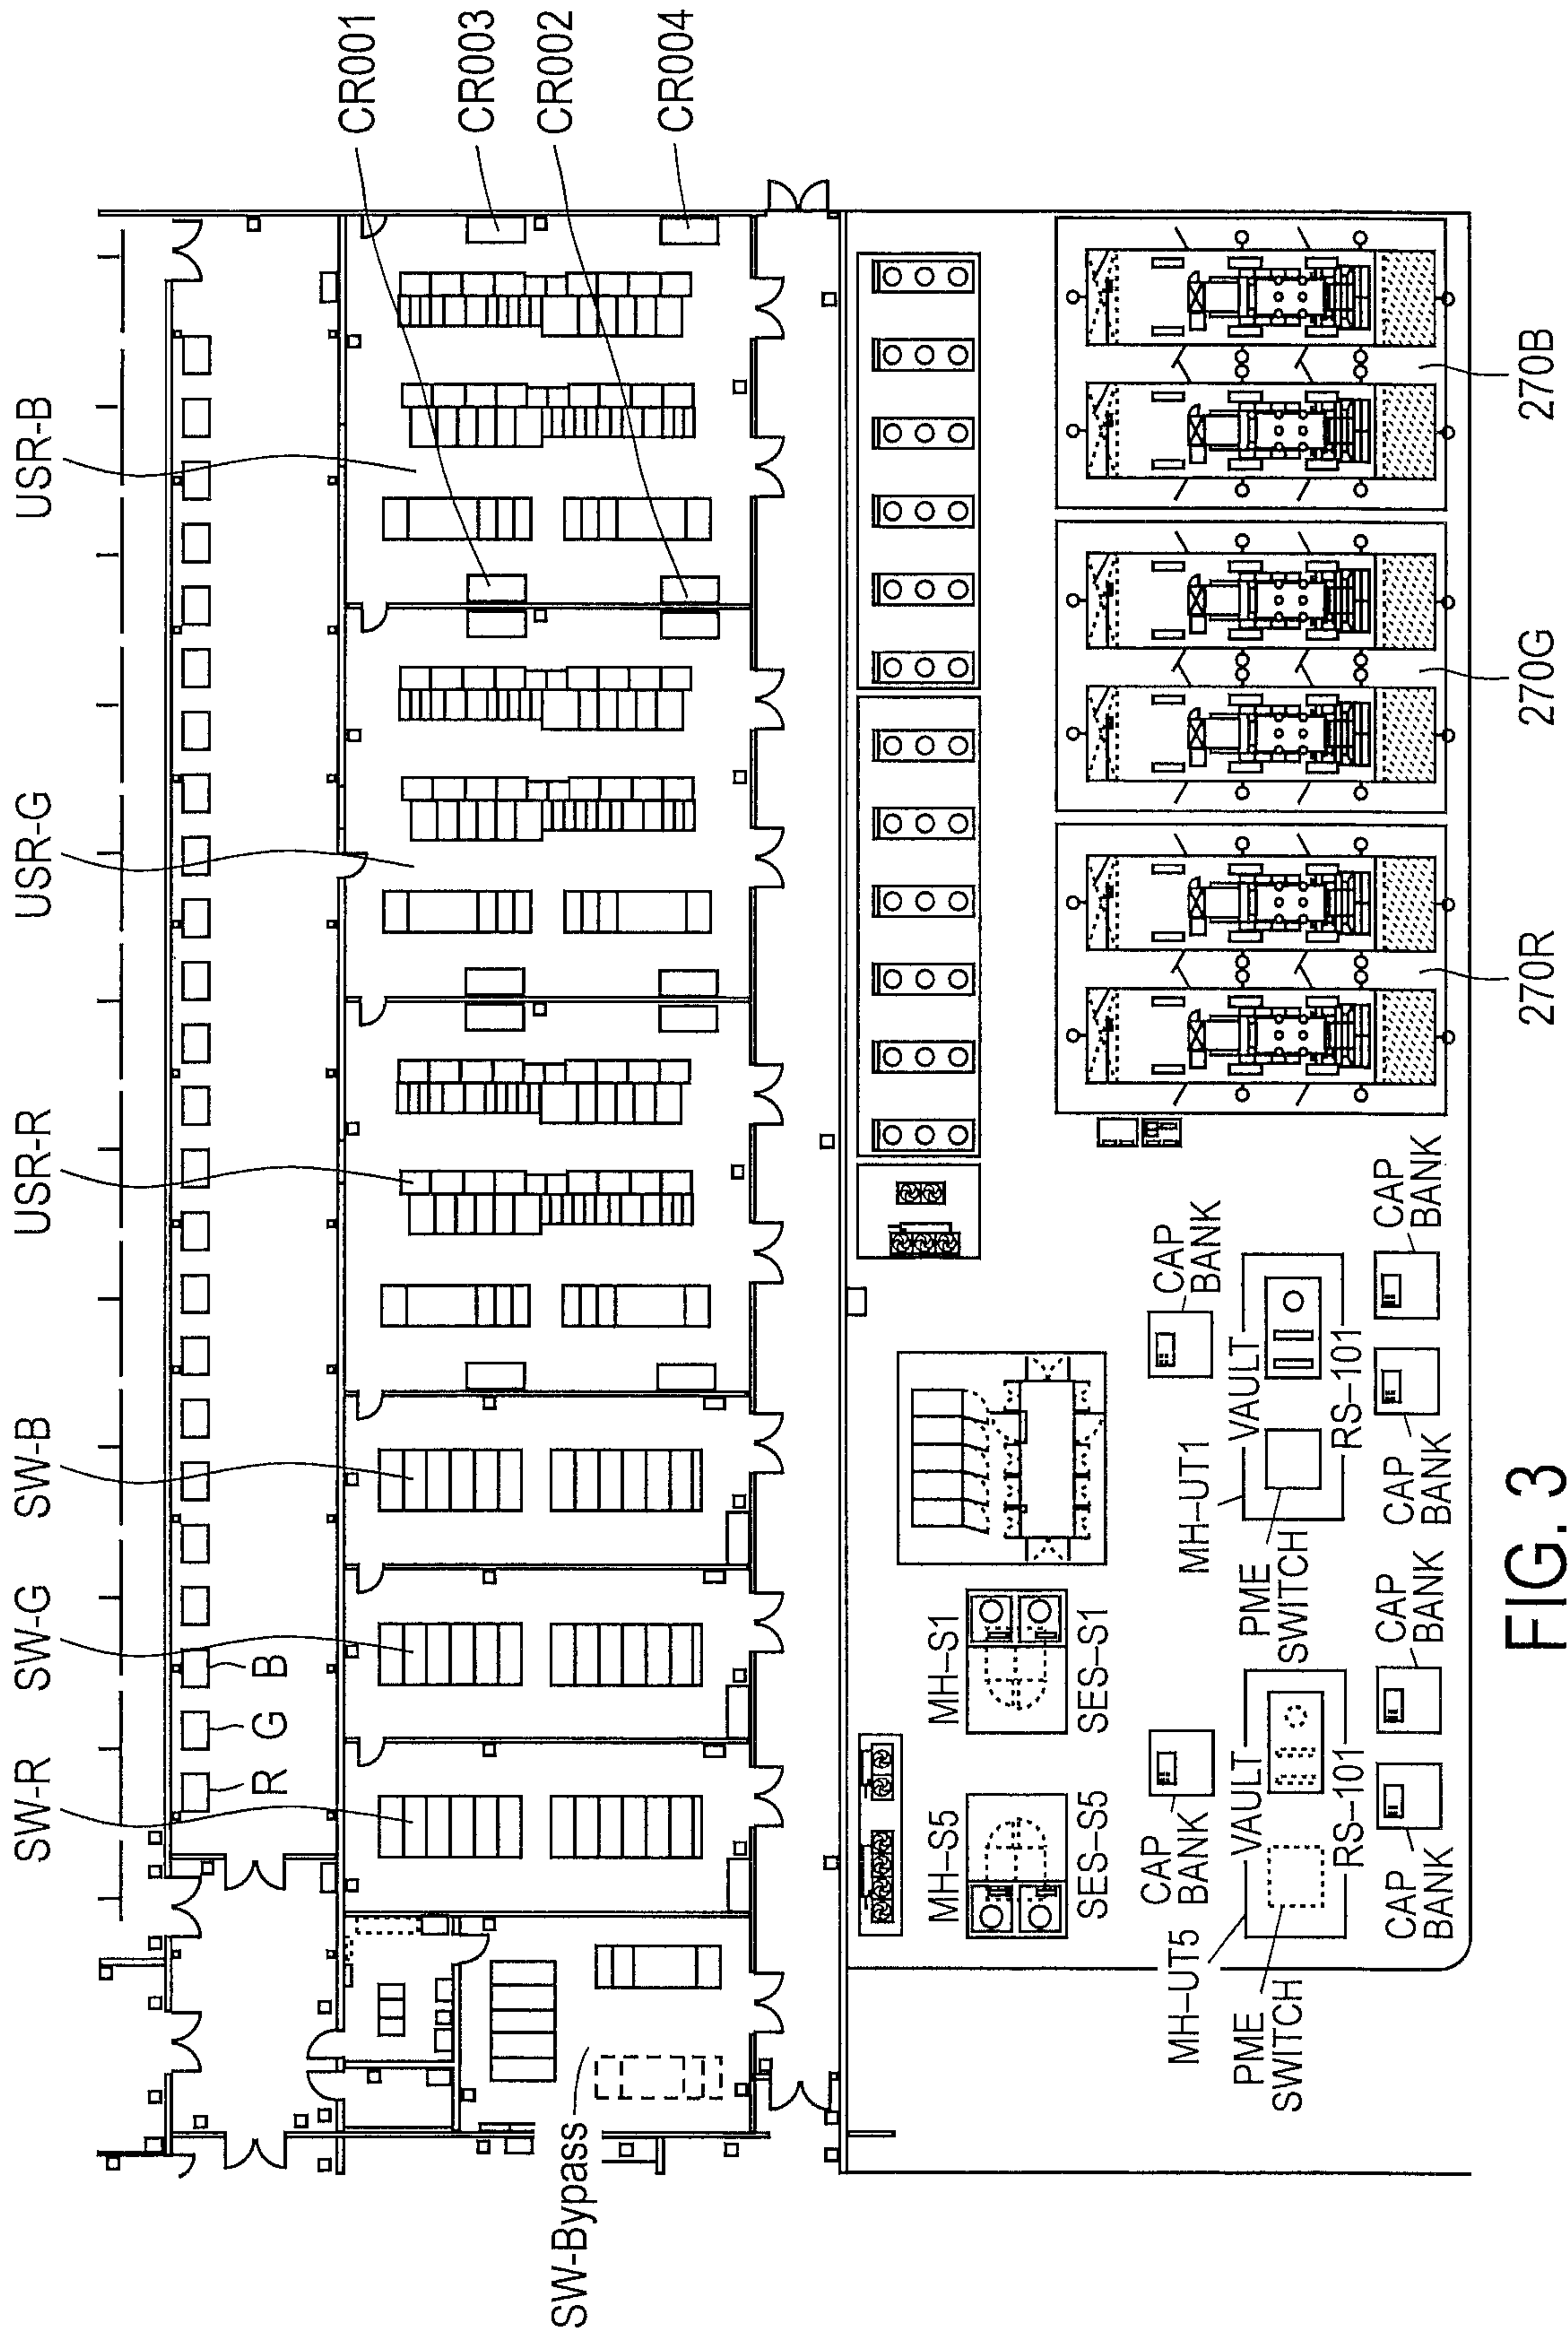 SW-R
SW-G
SW-B
USR-R
USR-G
USR-B
CR001
CR003
CR002
CR004
R
G
B
SW-Bypass
MH-S5
SES-S5
MH-S1
SES-S1
CAP
BANK
CAP
BANK
MH-UT5
VAULT
PME
SWITCH
RS-101
MH-UT1
VAULT
PME
SWITCH
RS-101
CAP
BANK
CAP
BANK
CAP
BANK
CAP
BANK
270R
270G
270B
FIG. 3